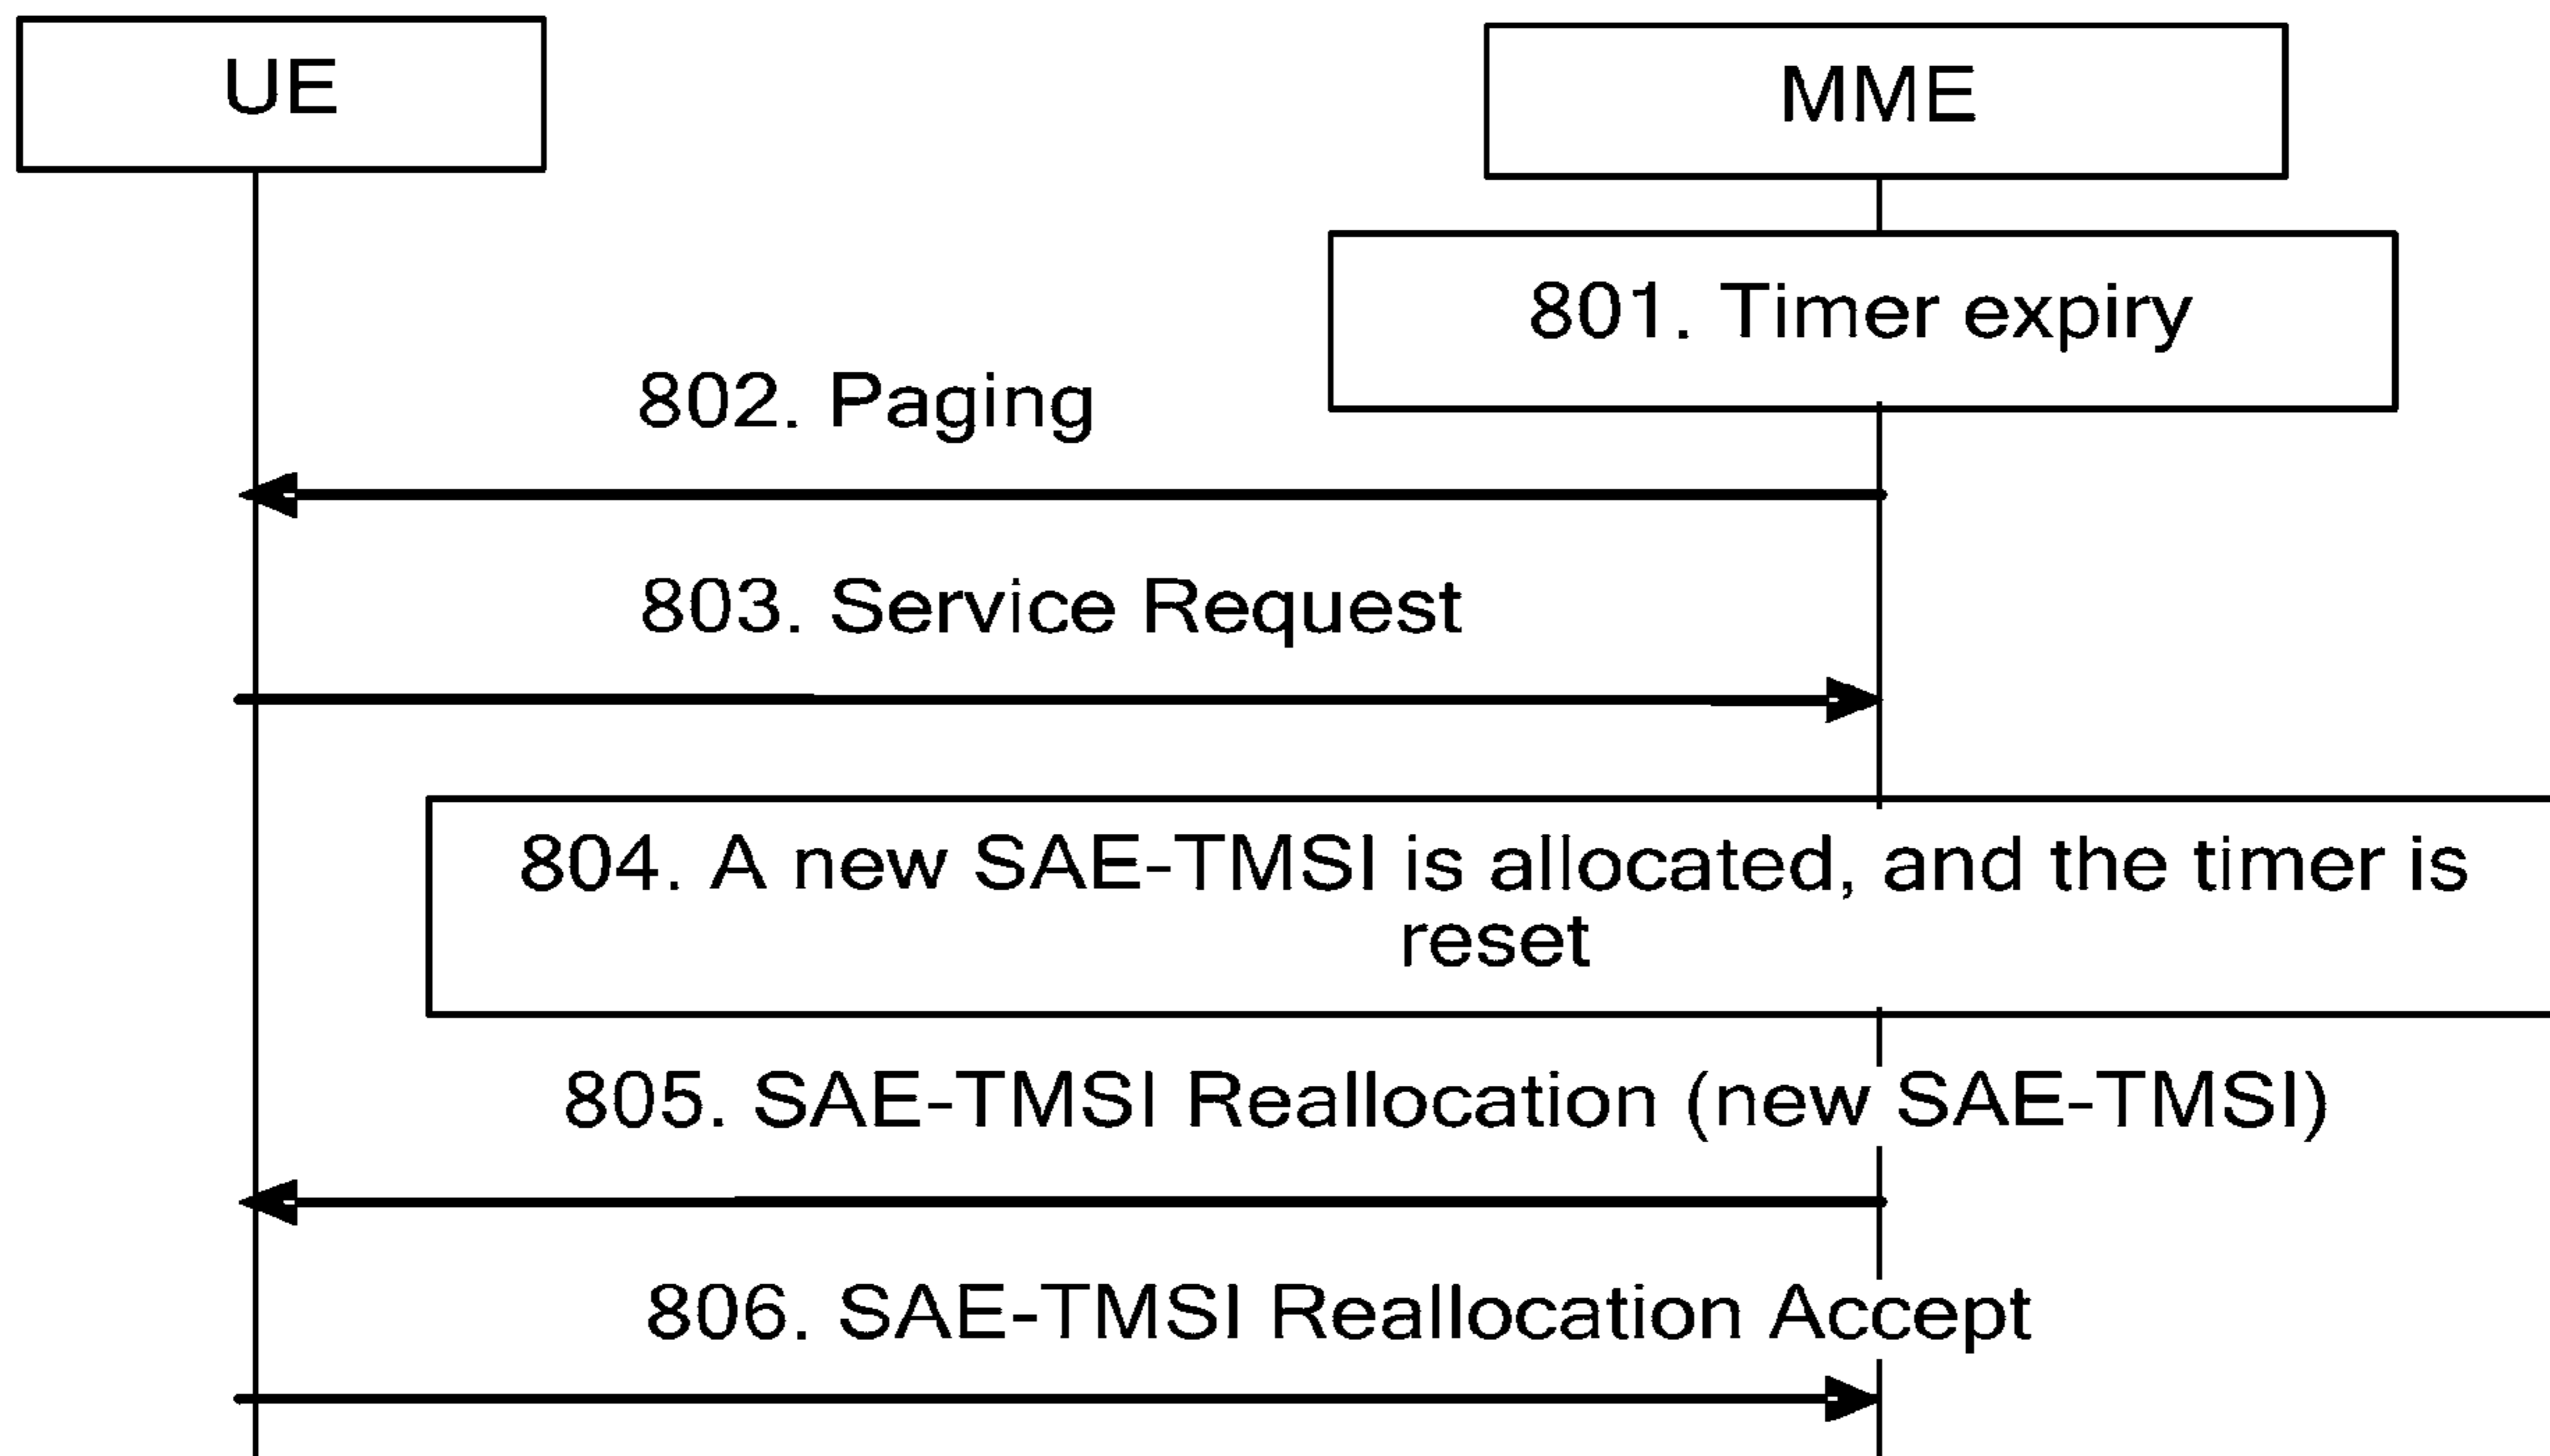 UE
MME
801. Timer expiry
802. Paging
803. Service Request
804. A new SAE-TMSI is allocated, and the timer is
reset
805. SAE-TMSI Reallocation (new SAE-TMSI)
806. SAE-TMSI Reallocation Accept